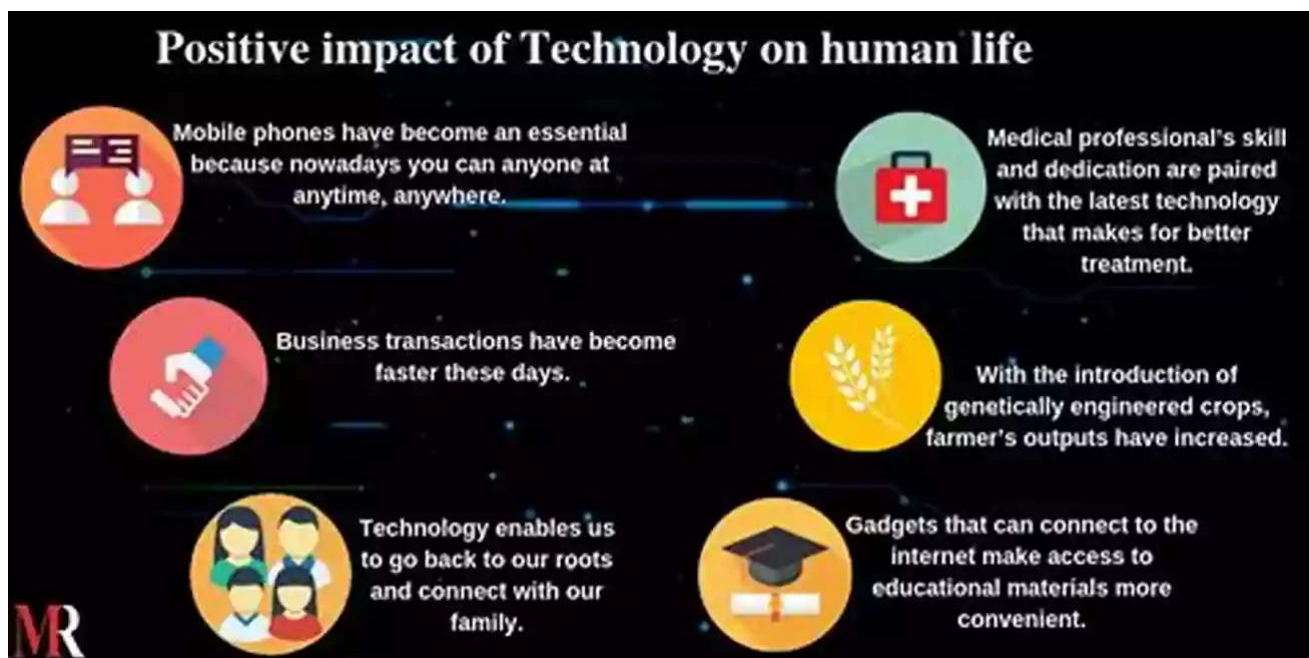 Positive impact of Technology on human life
Mobile phones have become an essential
because nowadays you can anyone at
anytime, anywhere.
Medical professional's skill
and dedication are paired
with the latest technology
that makes for better
treatment.
Business transactions have become
faster these days.
With the introduction of
genetically engineered crops,
farmer's outputs have increased.
Technology enables us
to go back to our roots
and connect with our
family.
Gadgets that can connect to the
internet make access to
educational materials more
convenient.
MR